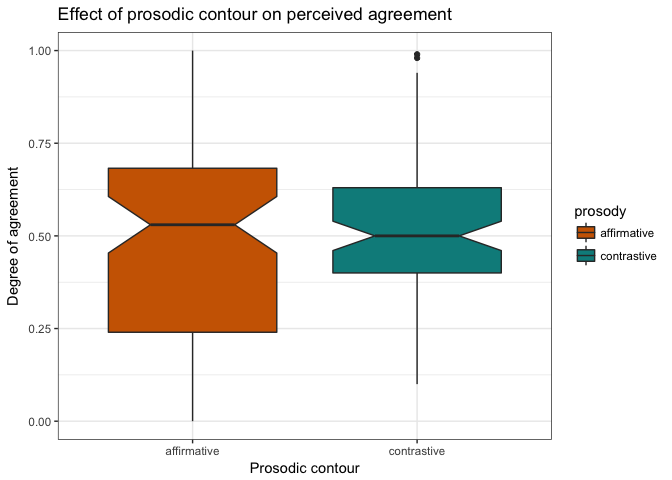 Effect of prosodic contour on perceived agreement
1.00
0.75
0.50
0.25
0.00
Degree of agreement
affirmative
contrastive
Prosodic contour
prosody
affirmative
contrastive